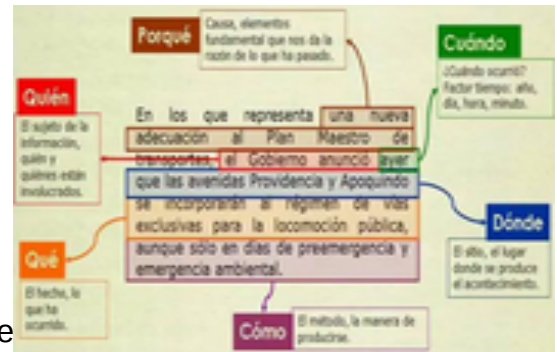 Porqué
Causa, elementos
fundamental que nos da la
razón de lo que ha pasado.
Cuándo
¿Cuándo ocurrió?
Factor tiempo: año,
día, hora, minuto.
Quién
El sujeto de la
información,
quién y
quiénes están
involucrados.
En los que representa una nueva
adecuación al Plan Maestro de
transportes, el Gobierno anunció ayer
que las avenidas Providencia y Apoquindo
se incorporarán al régimen de vías
exclusivas para la locomoción pública,
aunque sólo en días de preemergencia y
emergencia ambiental.
Dónde
El sitio, el lugar
donde se produce
el acontecimiento.
Qué
El hecho, lo
que ha
ocurrido.
Cómo
El método, la manera de
producirse.
e